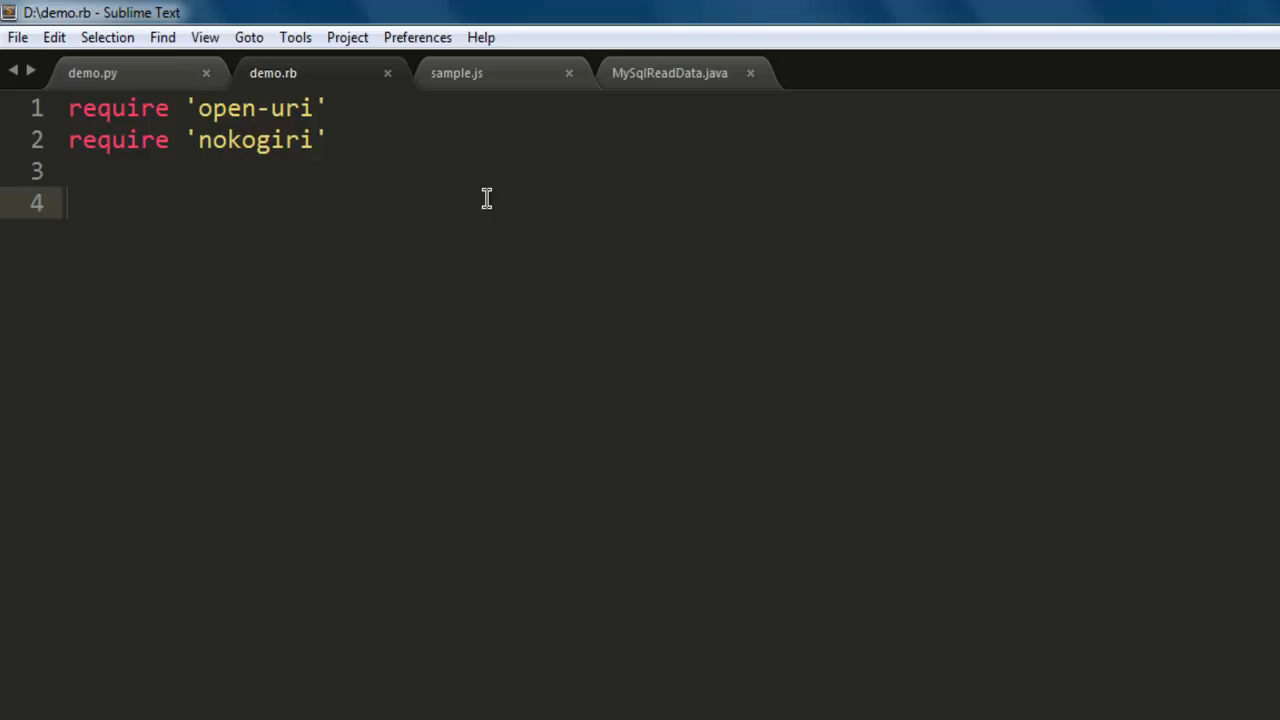 D:\demo.rb - Sublime Text
File Edit Selection Find View Goto Tools Project Preferences Help
demo.py × demo.rb × sample.js × MySqlReadData.java ×
1 require 'open-uri'
2 require 'nokogiri'
3
4